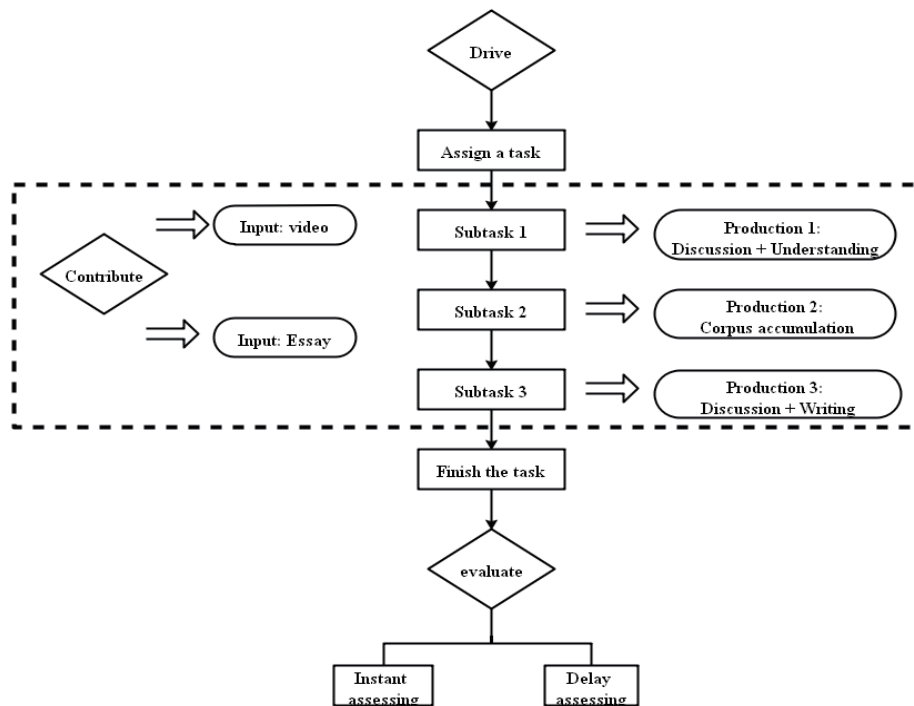 Drive
Assign a task
Contribute
Input: video
Input: Essay
Subtask 1
Production 1:
Discussion + Understanding
Subtask 2
Production 2:
Corpus accumulation
Subtask 3
Production 3:
Discussion + Writing
Finish the task
evaluate
Instant
assessing
Delay
assessing